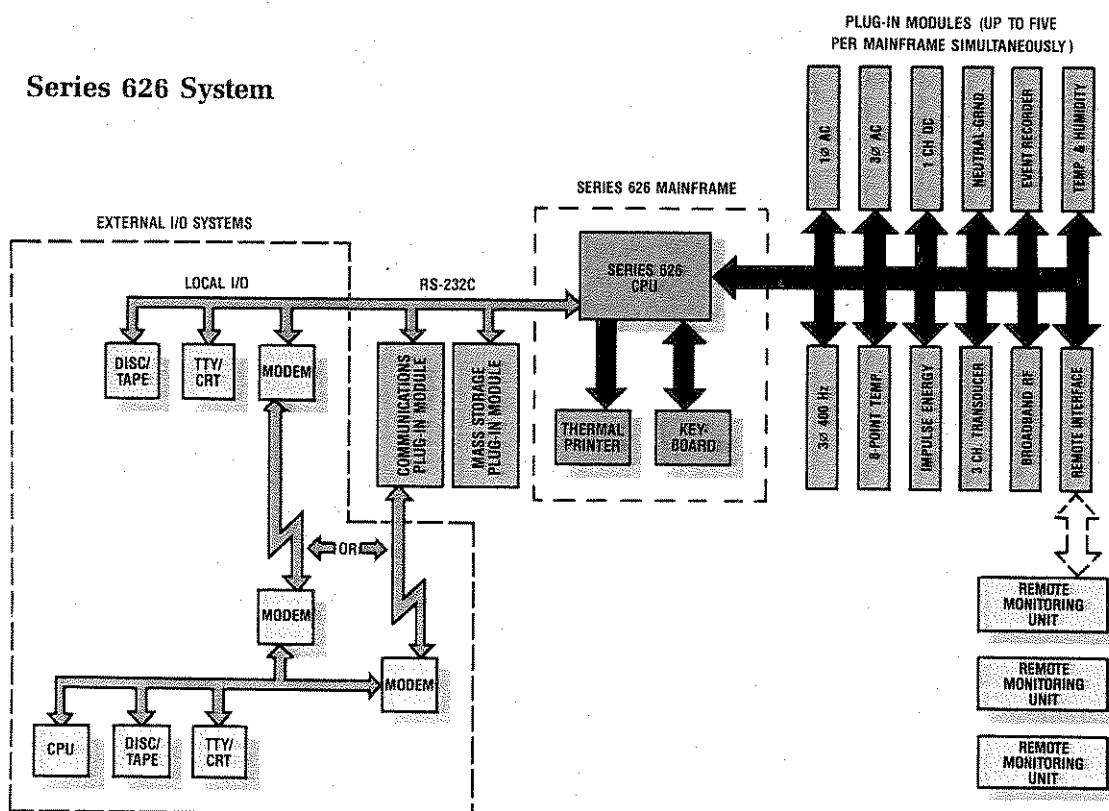 PLUG-IN MODULES (UP TO FIVE
PER MAINFRAME SIMULTANEOUSLY)
Series 626 System
1Ø AC
3Ø AC
1 CH DC
NEUTRAL-GRND.
EVENT RECORDER
TEMP. & HUMIDITY
SERIES 626 MAINFRAME
EXTERNAL I/O SYSTEMS
SERIES 626
CPU
LOCAL I/O
RS-232C
DISC/
TAPE
TTY/
CRT
MODEM
COMMUNICATIONS
PLUG-IN MODULE
MASS STORAGE
PLUG-IN MODULE
THERMAL
PRINTER
KEY-
BOARD
3Ø 400 Hz
8-POINT TEMP.
IMPULSE ENERGY
3 CH. TRANSDUCER
BROADBAND RF
REMOTE INTERFACE
OR
MODEM
REMOTE
MONITORING
UNIT
MODEM
REMOTE
MONITORING
UNIT
CPU
DISC/
TAPE
TTY/
CRT
REMOTE
MONITORING
UNIT